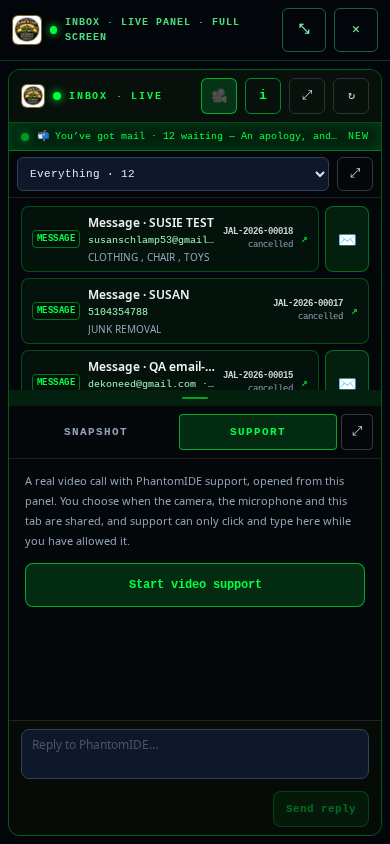 INBOX · LIVE PANEL · FULL
SCREEN
INBOX · LIVE
You've got mail · 12 waiting — An apology, and… NEW
Everything · 12
MESSAGE
Message · SUSIE TEST
susanschlamp53@gmail…
CLOTHING , CHAIR , TOYS
JAL-2026-00018
cancelled
MESSAGE
Message · SUSAN
5104354788
JUNK REMOVAL
JAL-2026-00017
cancelled
MESSAGE
Message · QA email-…
dekoneed@gmail.com ·…
JAL-2026-00015
cancelled
SNAPSHOT
SUPPORT
A real video call with PhantomIDE support, opened from this
panel. You choose when the camera, the microphone and this
tab are shared, and support can only click and type here while
you have allowed it.
Start video support
Reply to PhantomIDE…
Send reply